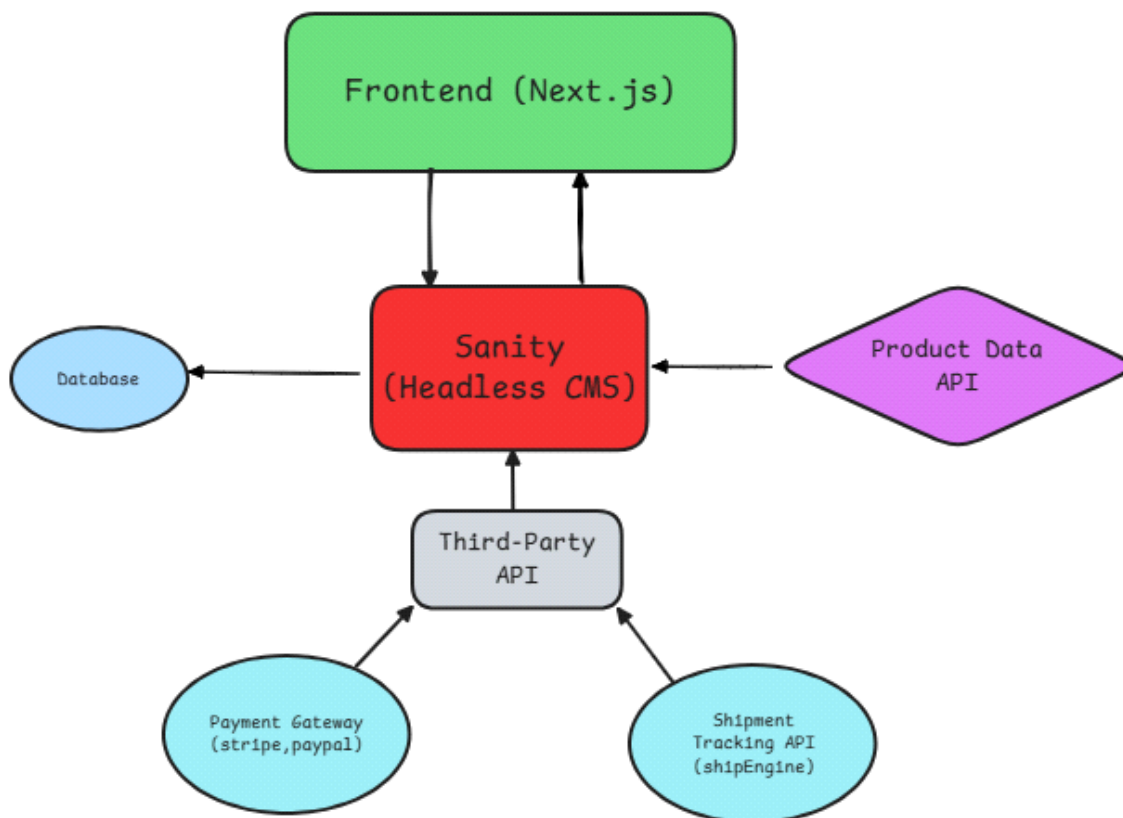 Frontend (Next.js)
Sanity
(Headless CMS)
Database
Product Data
API
Third-Party
API
Payment Gateway
(stripe,paypal)
Shipment
Tracking API
(shipEngine)